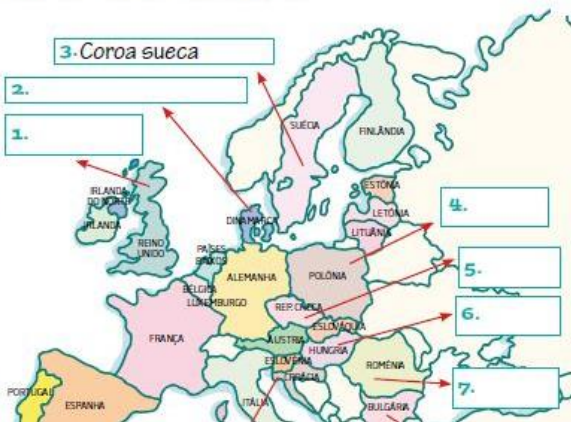 3. Coroa sueca
2.
1.
SUÉCIA
FINLÂNDIA
ESTÓNIA
IRLANDA
DO NORTE
IRLANDA
DINAMARCA
LETÓNIA
LITUÂNIA
4.
REINO
UNIDO
PAÍSES
BAIXOS
ALEMANHA
POLÓNIA
5.
BÉLGICA
LUXEMBURGO
REP. CHECA
6.
ESLOVÁQUIA
FRANÇA
ÁUSTRIA
HUNGRIA
ESLOVÉNIA
ROMÉNIA
CROÁCIA
7.
PORTUGAL
ESPANHA
ITÁLIA
BULGÁRIA